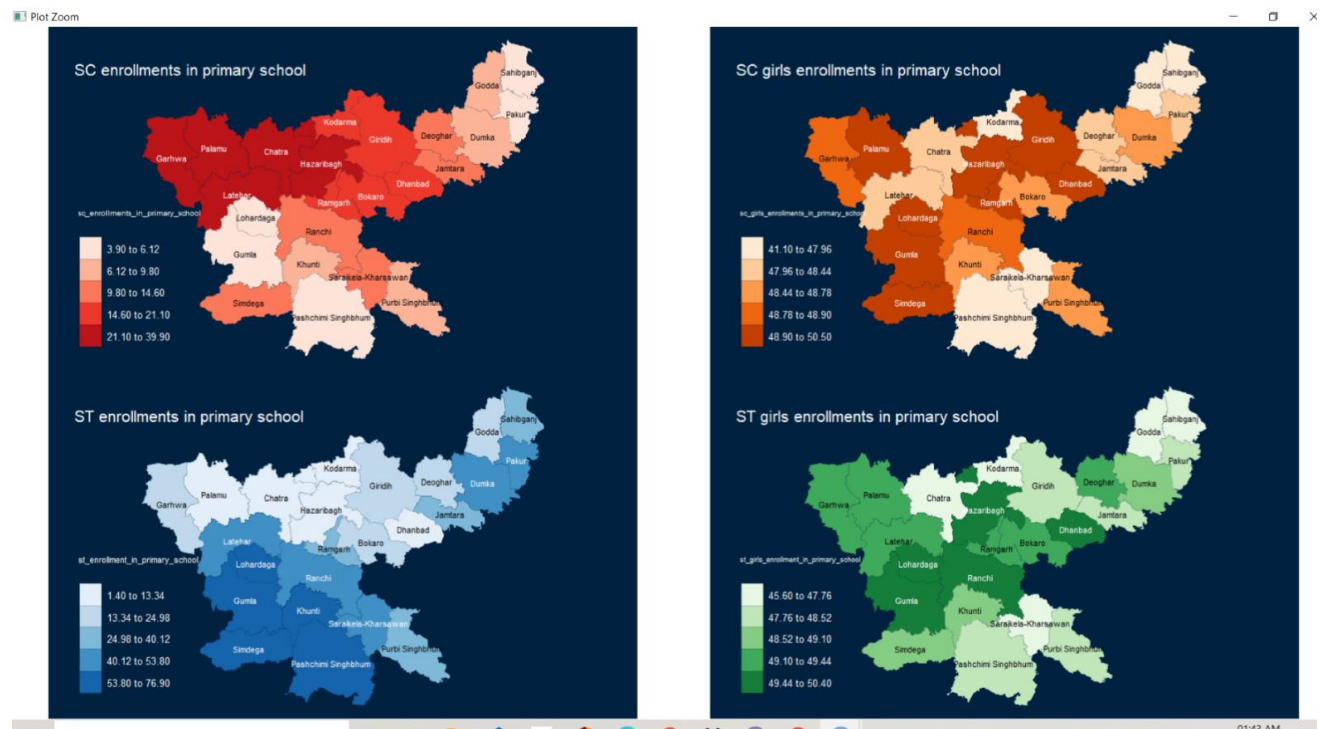 Plot Zoom
SC enrollments in primary school
Sahibganj
Godda
Pakur
Kodarma
Giridih
Deoghar
Dumka
Palamu
Garhwa
Chatra
Hazaribagh
Jamtara
Dhanbad
Latehar
Ramgarh
Bokaro
sc_enrollments_in_primary_school
Lohardaga
Ranchi
3.90 to 6.12
Gumla
6.12 to 9.80
Khunti
Saraikela-Kharsawan
9.80 to 14.60
Simdega
Purbi Singhbhum
14.60 to 21.10
Pashchimi Singhbhum
21.10 to 39.90
SC girls enrollments in primary school
Sahibganj
Godda
Pakur
Kodarma
Giridih
Deoghar
Dumka
Palamu
Garhwa
Chatra
Hazaribagh
Jamtara
Dhanbad
Latehar
Ramgarh
Bokaro
sc_girls_enrollments_in_primary_school
Lohardaga
Ranchi
41.10 to 47.96
Gumla
47.96 to 48.44
Khunti
Saraikela-Kharsawan
48.44 to 48.78
Simdega
Purbi Singhbhum
48.78 to 48.90
Pashchimi Singhbhum
48.90 to 50.50
ST enrollments in primary school
Sahibganj
Godda
Pakur
Kodarma
Giridih
Deoghar
Dumka
Palamu
Garhwa
Chatra
Hazaribagh
Jamtara
Dhanbad
Latehar
Ramgarh
Bokaro
st_enrollment_in_primary_school
Lohardaga
Ranchi
1.40 to 13.34
Gumla
13.34 to 24.98
Khunti
Saraikela-Kharsawan
24.98 to 40.12
Simdega
Purbi Singhbhum
40.12 to 53.80
Pashchimi Singhbhum
53.80 to 76.90
ST girls enrollments in primary school
Sahibganj
Godda
Pakur
Kodarma
Giridih
Deoghar
Dumka
Palamu
Garhwa
Chatra
Hazaribagh
Jamtara
Dhanbad
Latehar
Ramgarh
Bokaro
st_girls_enrollment_in_primary_school
Lohardaga
Ranchi
45.60 to 47.76
Gumla
47.76 to 48.52
Khunti
Saraikela-Kharsawan
48.52 to 49.10
Simdega
Purbi Singhbhum
49.10 to 49.44
Pashchimi Singhbhum
49.44 to 50.40
01:43 AM